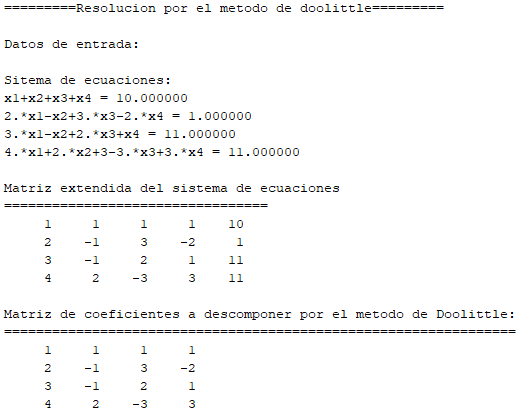 =========Resolucion por el metodo de doolittle=========
Datos de entrada:
Sitema de ecuaciones:
x1+x2+x3+x4 = 10.000000
2.*x1-x2+3.*x3-2.*x4 = 1.000000
3.*x1-x2+2.*x3+x4 = 11.000000
4.*x1+2.*x2+3-3.*x3+3.*x4 = 11.000000
Matriz extendida del sistema de ecuaciones
=================================
1 1 1 1 10
2 -1 3 -2 1
3 -1 2 1 11
4 2 -3 3 11
Matriz de coeficientes a descomponer por el metodo de Doolittle:
================================================================
1 1 1 1
2 -1 3 -2
3 -1 2 1
4 2 -3 3